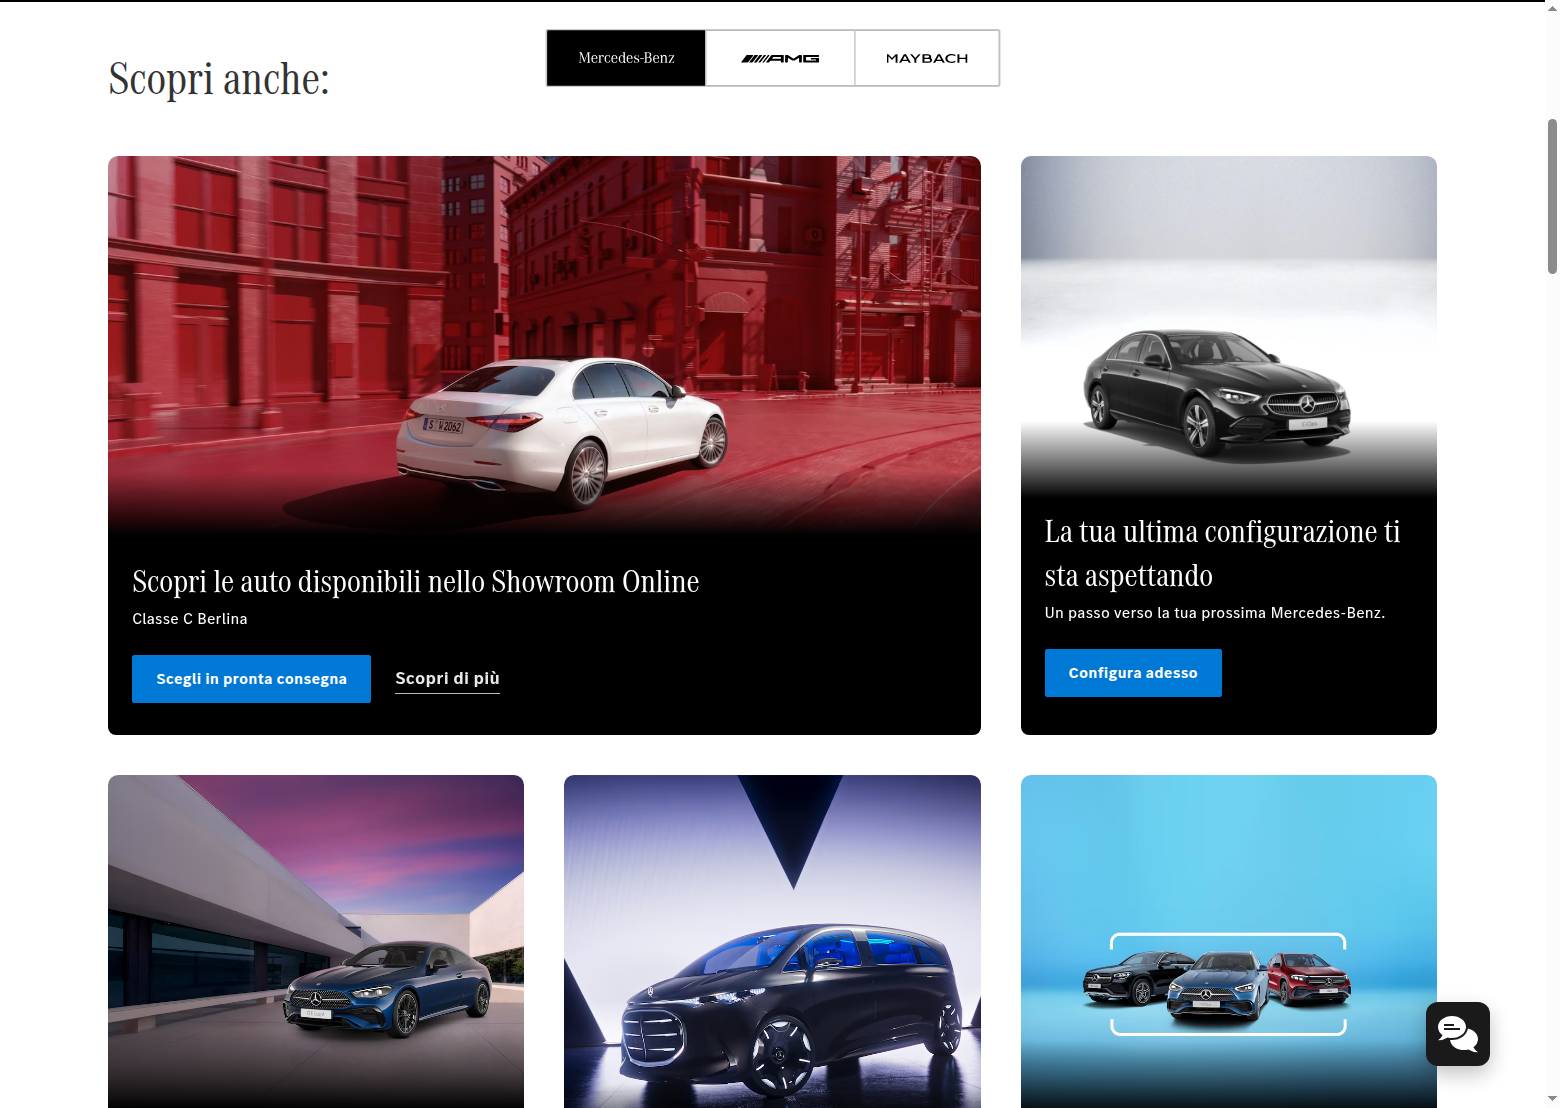 Mercedes-Benz
AMG
MAYBACH
Scopri anche:
S W 2062
Scopri le auto disponibili nello Showroom Online
Classe C Berlina
Scegli in pronta consegna
Scopri di più
La tua ultima configurazione ti
sta aspettando
Un passo verso la tua prossima Mercedes-Benz.
Configura adesso